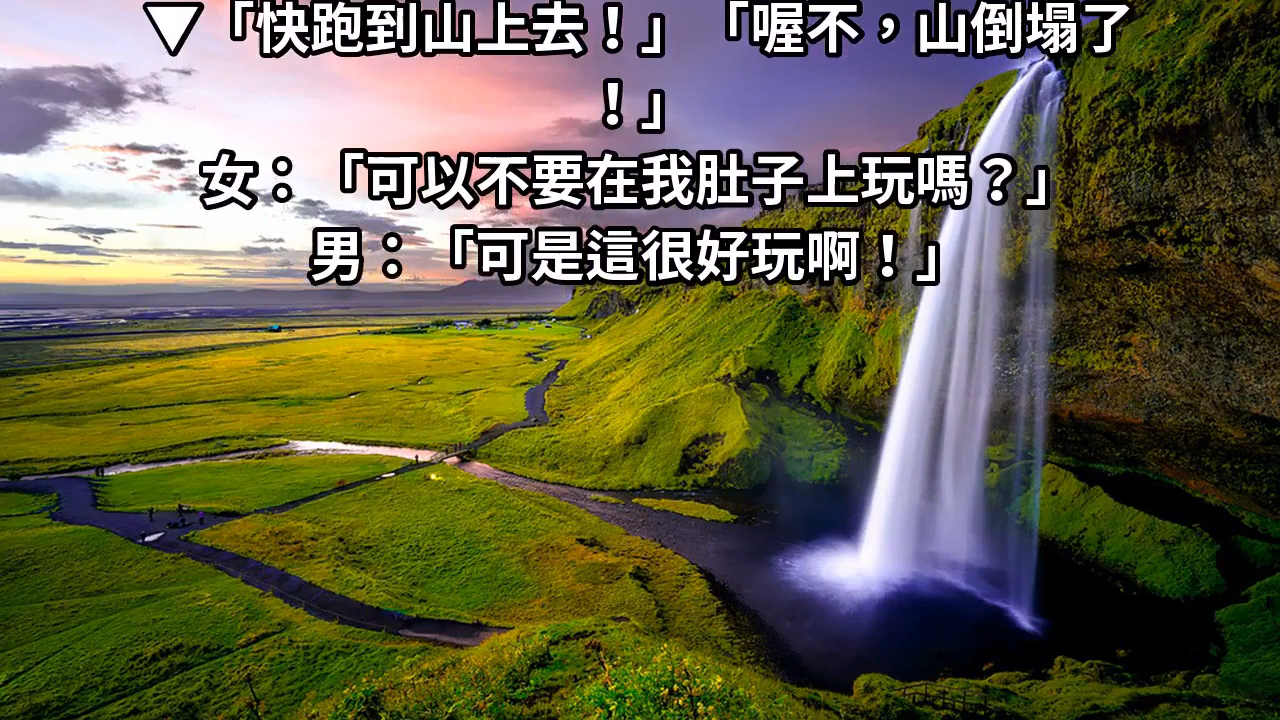 ▼「快跑到山上去！」「喔不，山倒塌了
！」
女：「可以不要在我肚子上玩嗎？」
男：「可是這很好玩啊！」